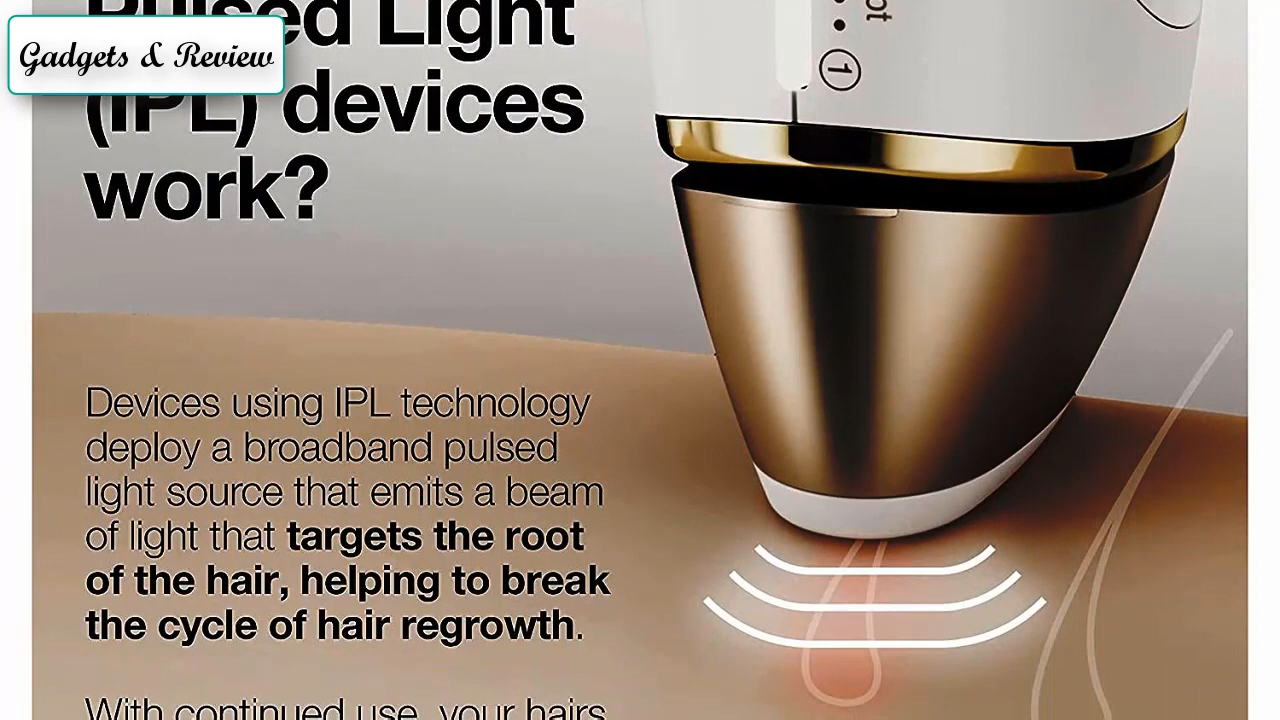 Pulsed Light
Gadgets & Review
(IPL) devices
work?
Devices using IPL technology
deploy a broadband pulsed
light source that emits a beam
of light that targets the root
of the hair, helping to break
the cycle of hair regrowth.
With continued use, your hairs
1